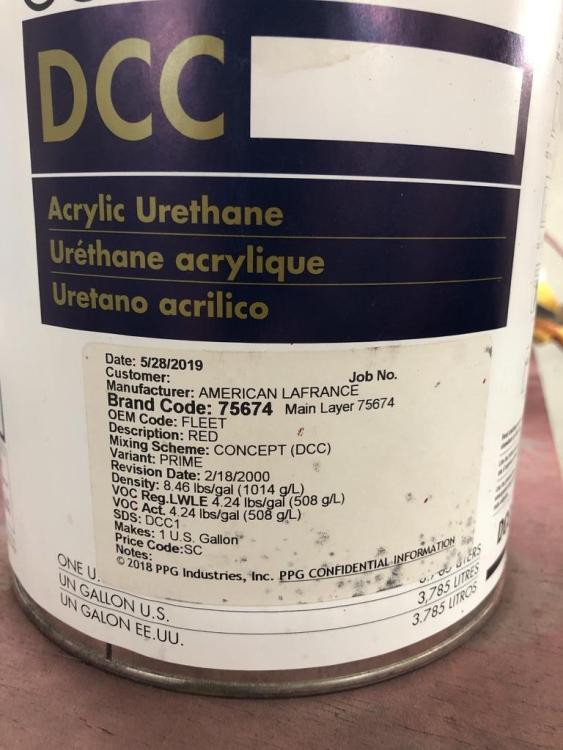 DCC
Acrylic Urethane
Uréthane acrylique
Uretano acrilico
Date: 5/28/2019
Customer: Job No.
Manufacturer: AMERICAN LAFRANCE
Brand Code: 75674 Main Layer 75674
OEM Code: FLEET
Description: RED
Mixing Scheme: CONCEPT (DCC)
Variant: PRIME
Revision Date: 2/18/2000
Density: 8.46 lbs/gal (1014 g/L)
VOC Reg.LWLE 4.24 lbs/gal (508 g/L)
VOC Act. 4.24 lbs/gal (508 g/L)
SDS: DCC1
Makes: 1 U.S. Gallon
Price Code:SC
Notes:
© 2018 PPG Industries, Inc. PPG CONFIDENTIAL INFORMATION
ONE U.
UN GALLON U.S. 3,785 LITRES
UN GALON EE.UU. 3.785 LITROS